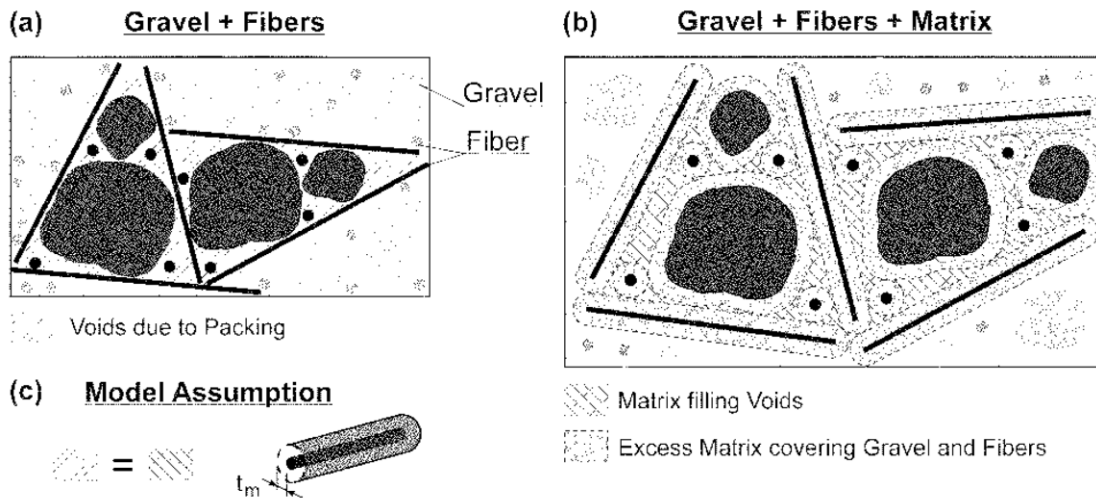 (a) Gravel + Fibers
Gravel
Fiber
Voids due to Packing
(b) Gravel + Fibers + Matrix
Matrix filling Voids
Excess Matrix covering Gravel and Fibers
(c) Model Assumption
=
tm